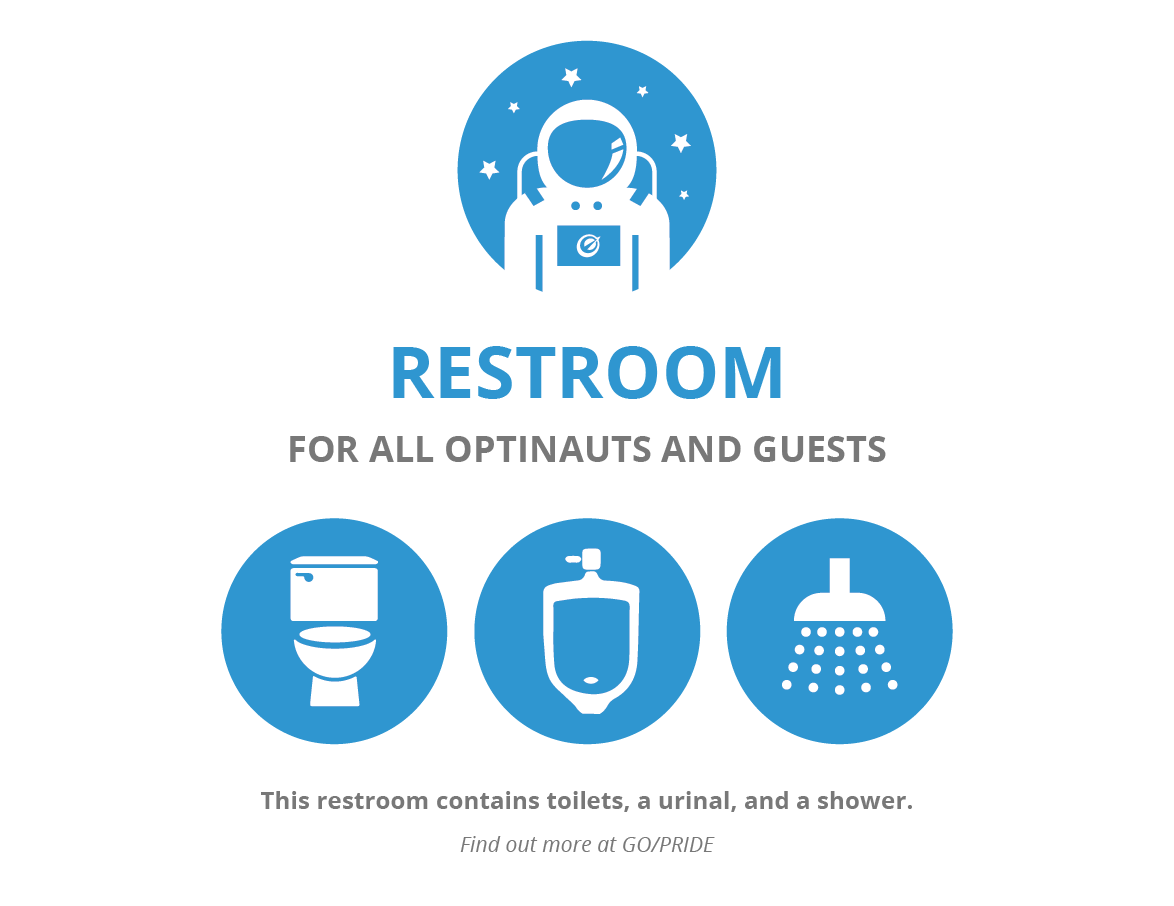 RESTROOM
FOR ALL OPTINAUTS AND GUESTS
This restroom contains toilets, a urinal, and a shower.
Find out more at GO/PRIDE